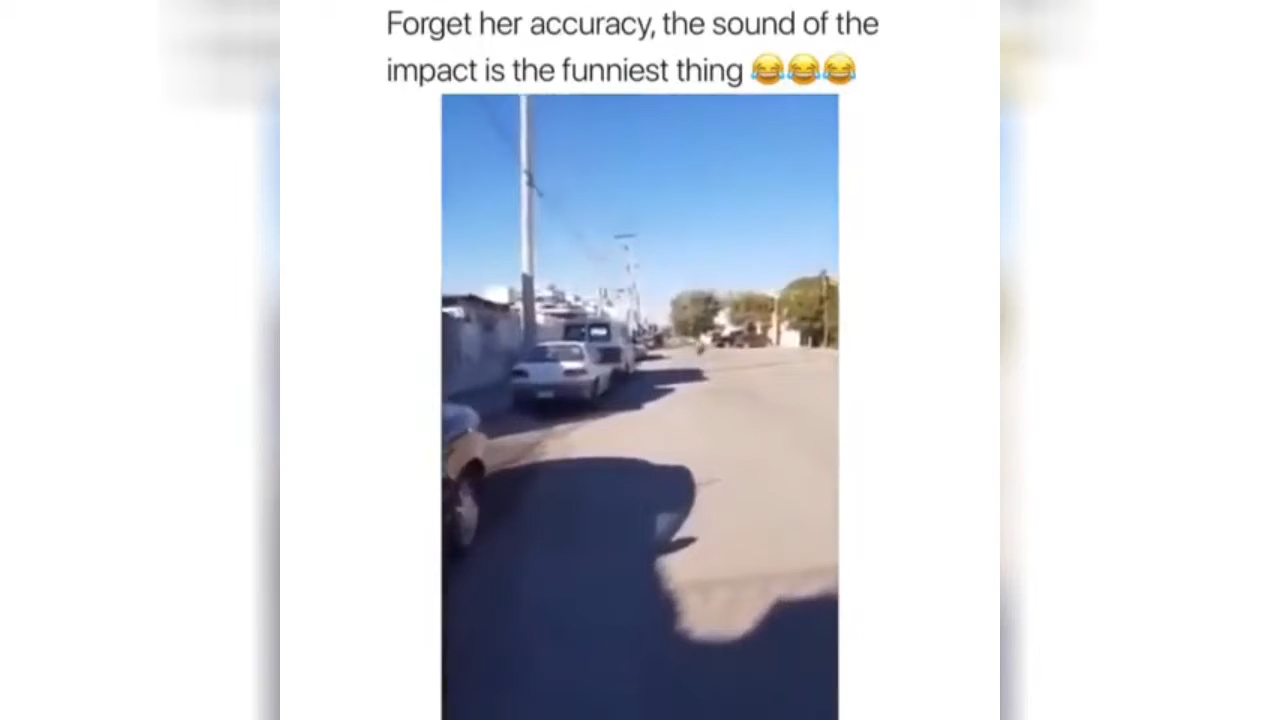 Forget her accuracy, the sound of the
impact is the funniest thing 😂😂😂